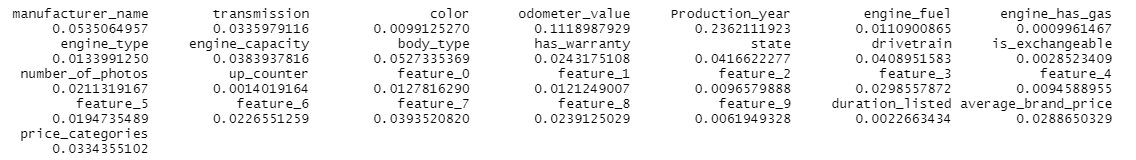 manufacturer_name transmission color odometer_value Production_year engine_fuel engine_has_gas
0.0535064957 0.0335979116 0.0099125270 0.1118987929 0.2362111923 0.0110900865 0.0009961467
engine_type engine_capacity body_type has_warranty state drivetrain is_exchangeable
0.0133991250 0.0383937816 0.0527335369 0.0243175108 0.0416622277 0.0408951583 0.0028523409
number_of_photos up_counter feature_0 feature_1 feature_2 feature_3 feature_4
0.0211319167 0.0014019164 0.0127816290 0.0121249007 0.0096579888 0.0298557872 0.0094588955
feature_5 feature_6 feature_7 feature_8 feature_9 duration_listed average_brand_price
0.0194735489 0.0226551259 0.0393520820 0.0239125029 0.0061949328 0.0022663434 0.0288650329
price_categories
0.0334355102